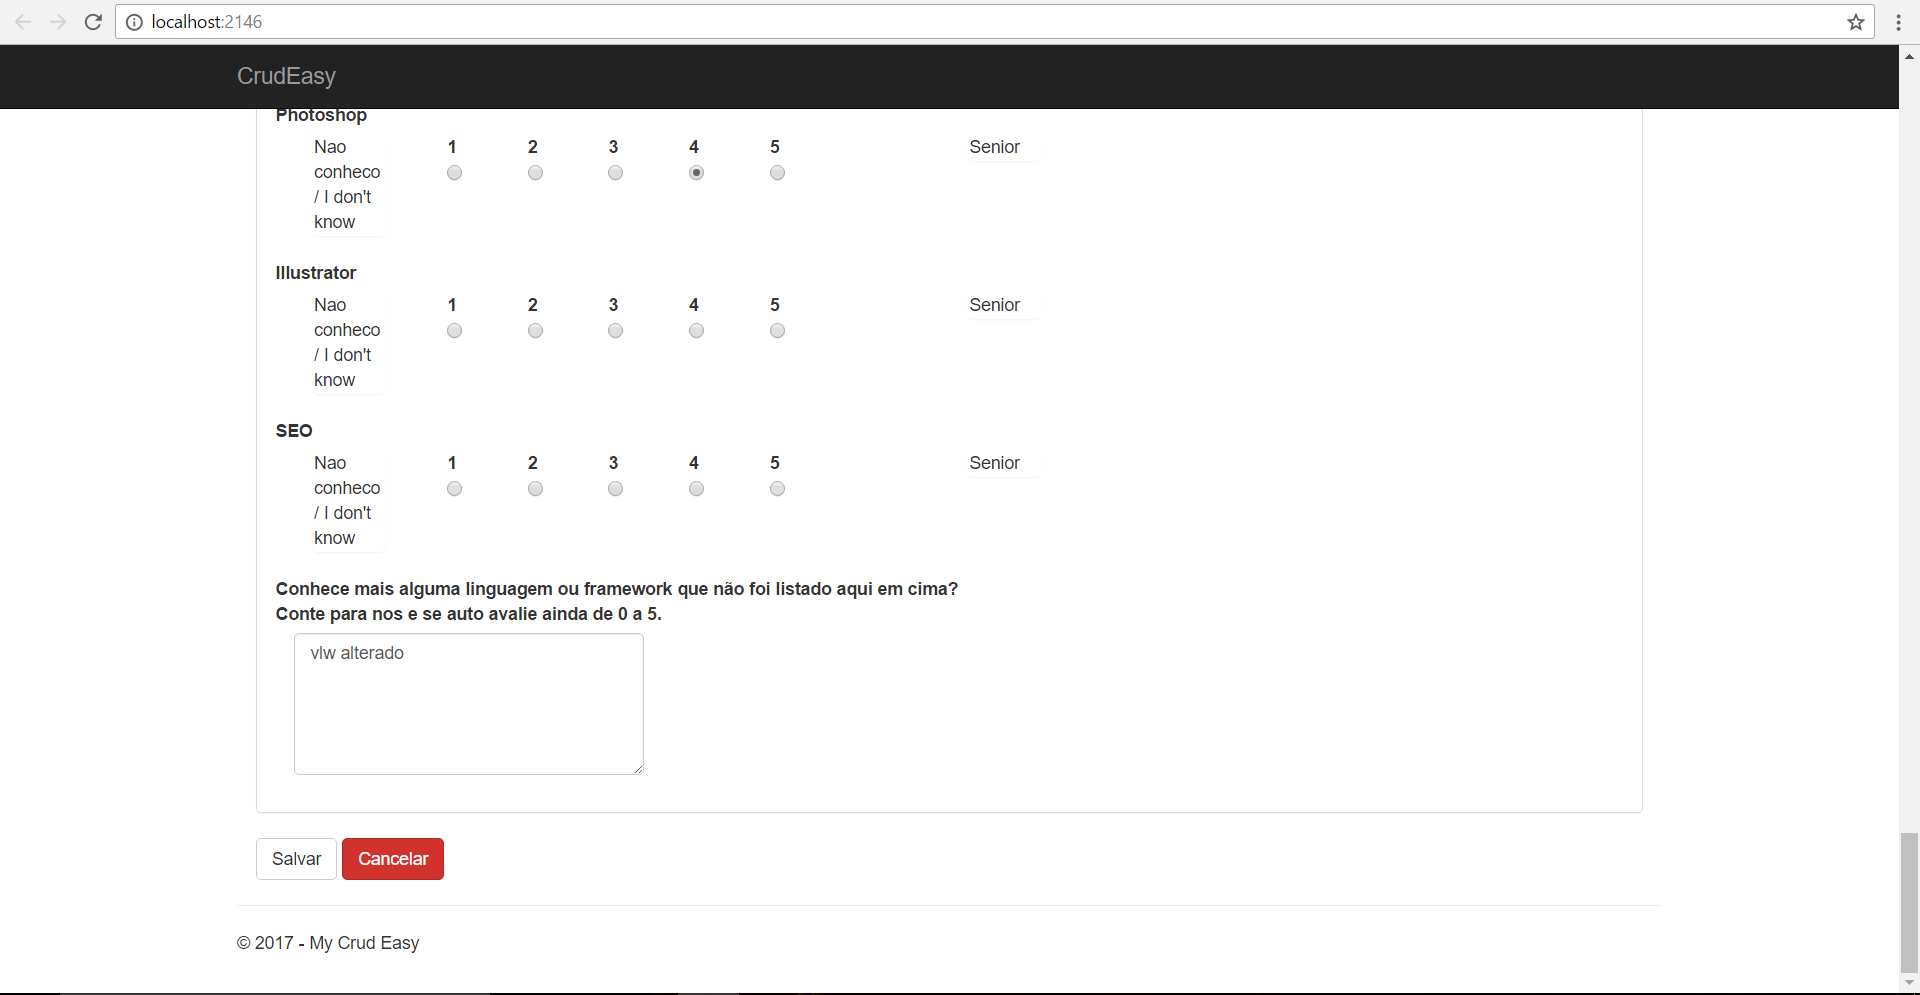 localhost:2146
CrudEasy
Photoshop
Nao 1 2 3 4 5 Senior
conheco
/ I don't
know
Illustrator
Nao 1 2 3 4 5 Senior
conheco
/ I don't
know
SEO
Nao 1 2 3 4 5 Senior
conheco
/ I don't
know
Conhece mais alguma linguagem ou framework que não foi listado aqui em cima?
Conte para nos e se auto avalie ainda de 0 a 5.
vlw alterado
Salvar Cancelar
© 2017 - My Crud Easy